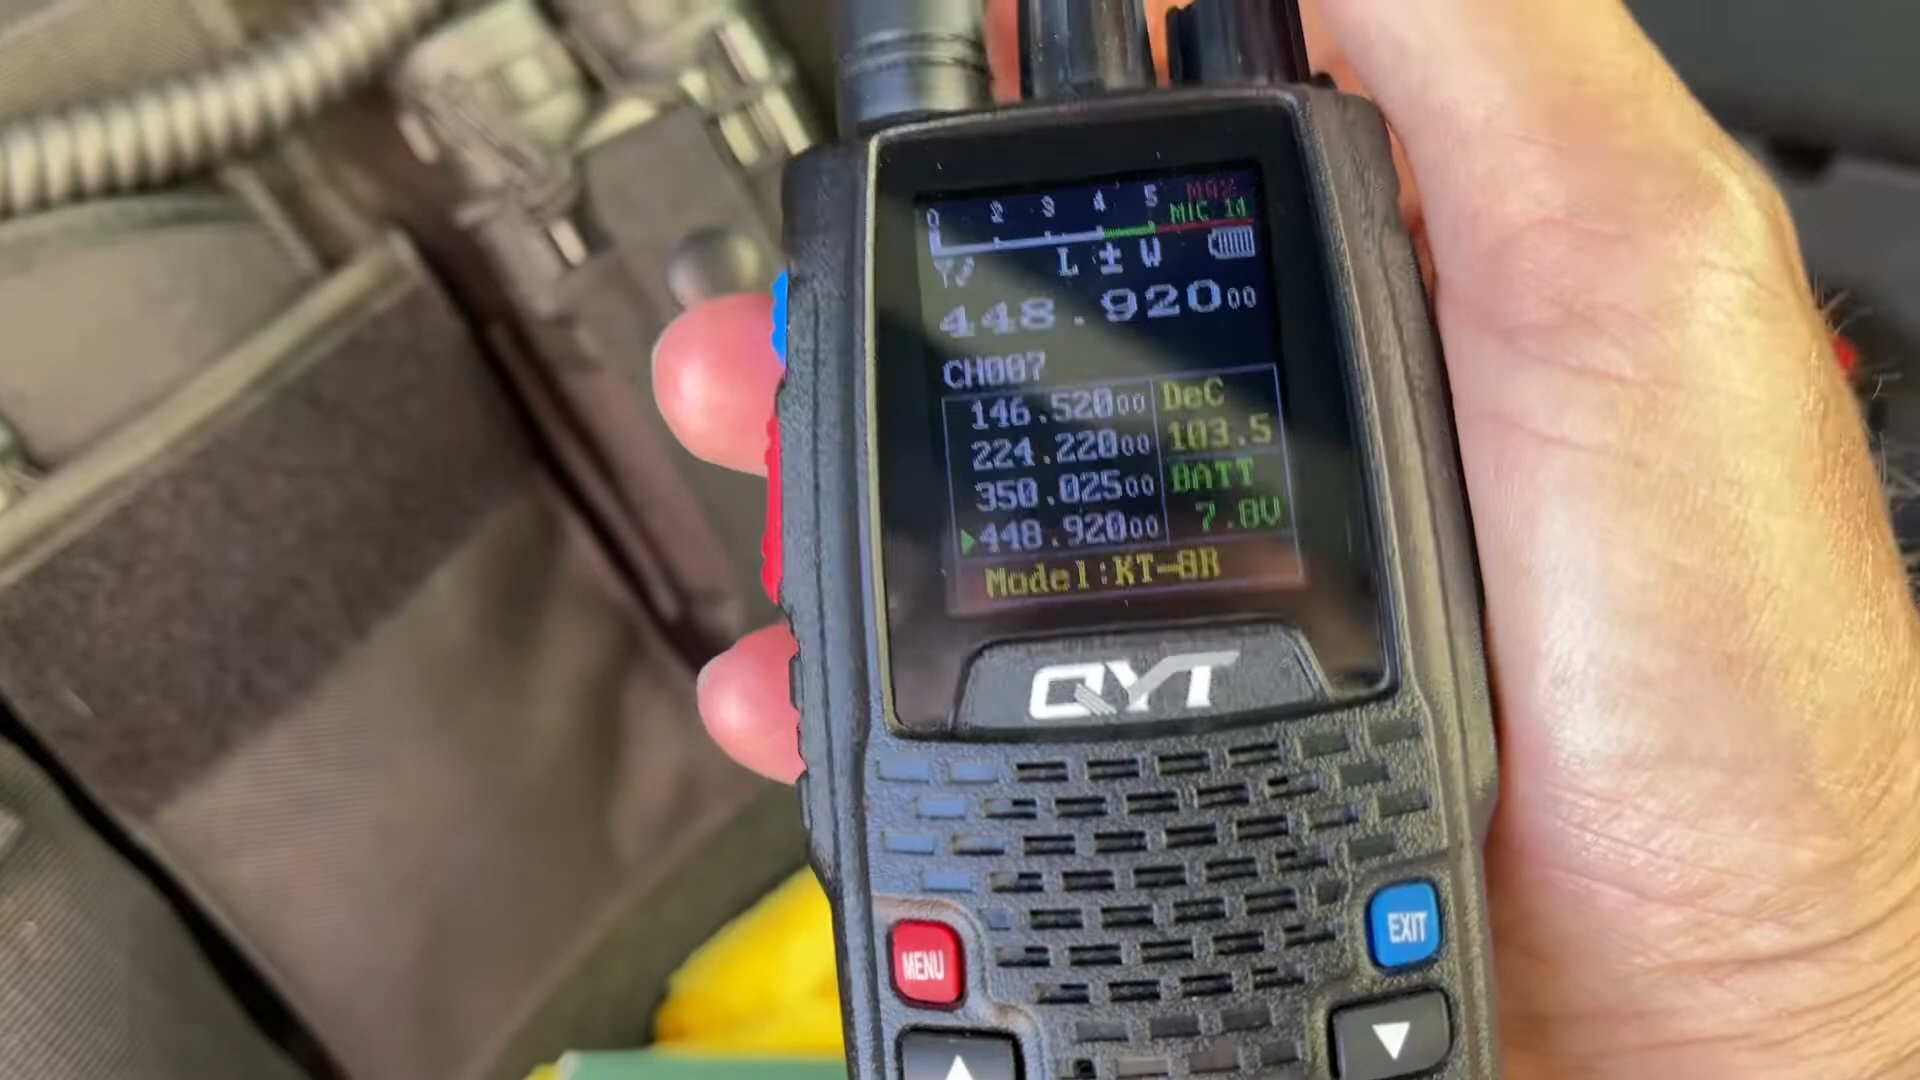 0 2 3 4 5 MAX
MIC 14
L ± W
448.92000
CH007
146.52000
224.22000
350.02500
448.92000
DeC
103.5
BATT
7.8V
Model:KT-8R
QYT
MENU
EXIT